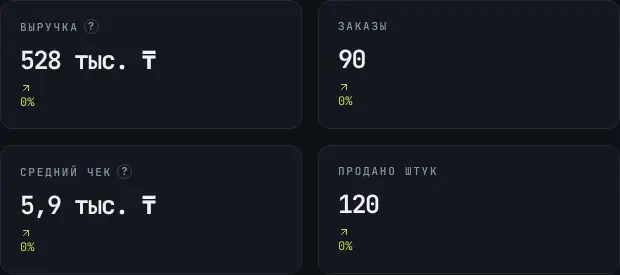 ВЫРУЧКА ?
528 тыс. ₸
↗
0%
ЗАКАЗЫ
90
↗
0%
СРЕДНИЙ ЧЕК ?
5,9 тыс. ₸
↗
0%
ПРОДАНО ШТУК
120
↗
0%